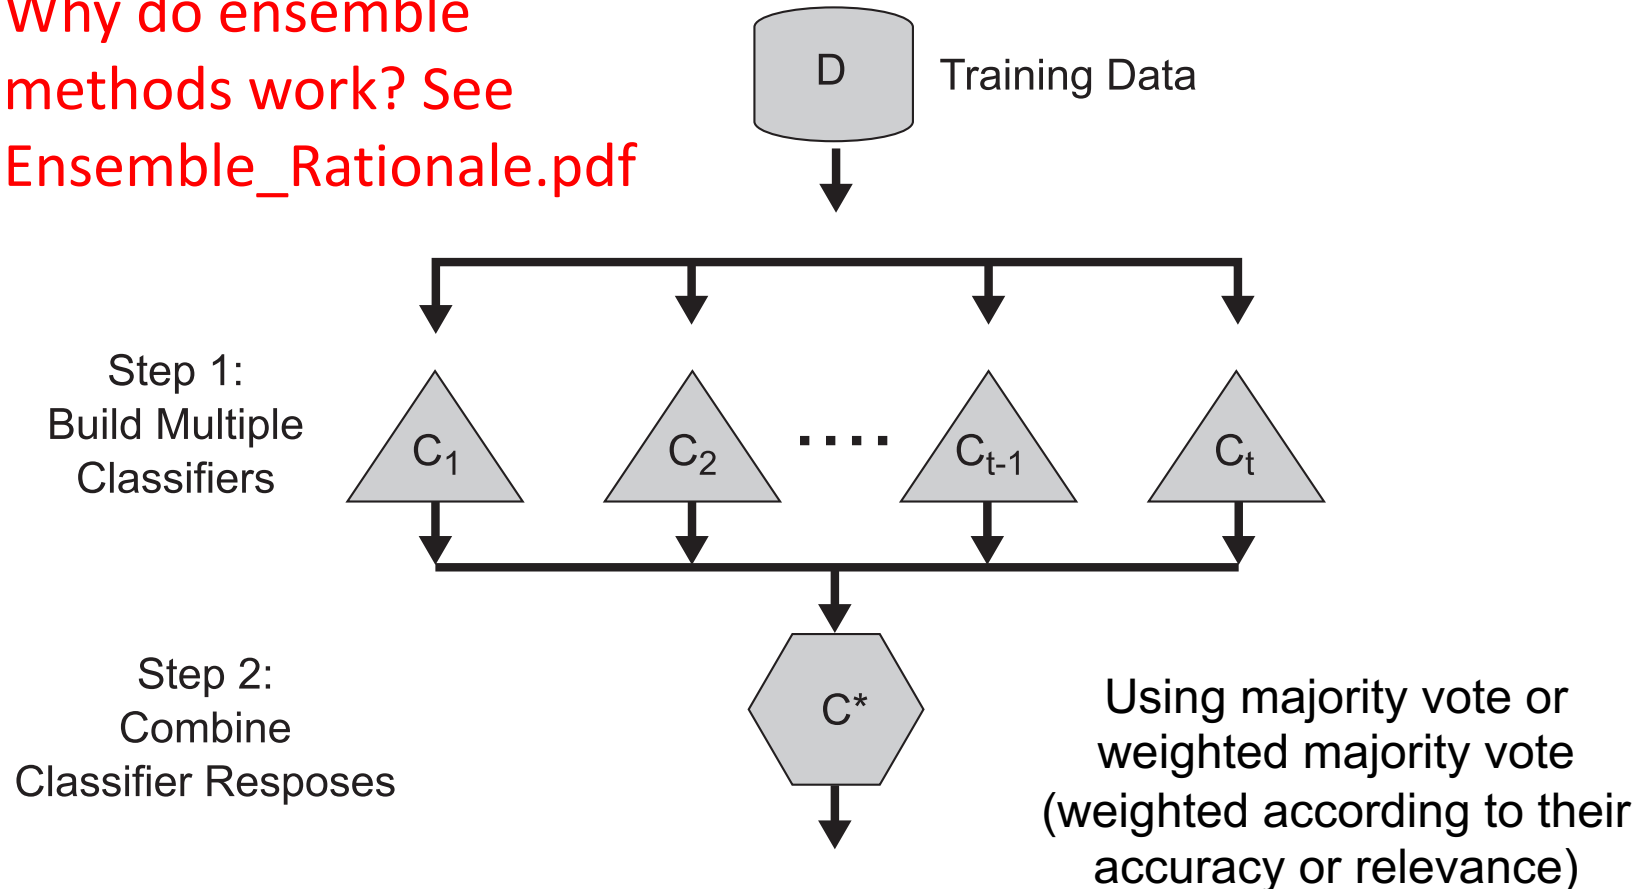 Why do ensemble
methods work? See
Ensemble_Rationale.pdf
D
Training Data
Step 1:
Build Multiple
Classifiers
C1
C2
....
Ct-1
Ct
Step 2:
Combine
Classifier Resposes
C*
Using majority vote or
weighted majority vote
(weighted according to their
accuracy or relevance)